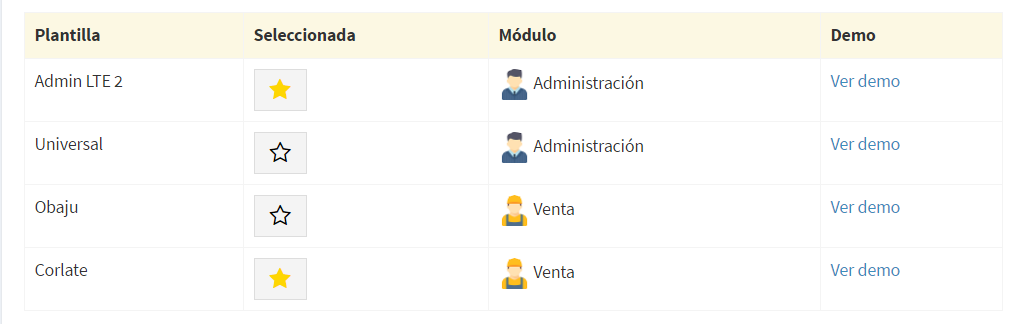 Plantilla Seleccionada Módulo Demo
Admin LTE 2 Administración Ver demo
Universal Administración Ver demo
Obaju Venta Ver demo
Corlate Venta Ver demo